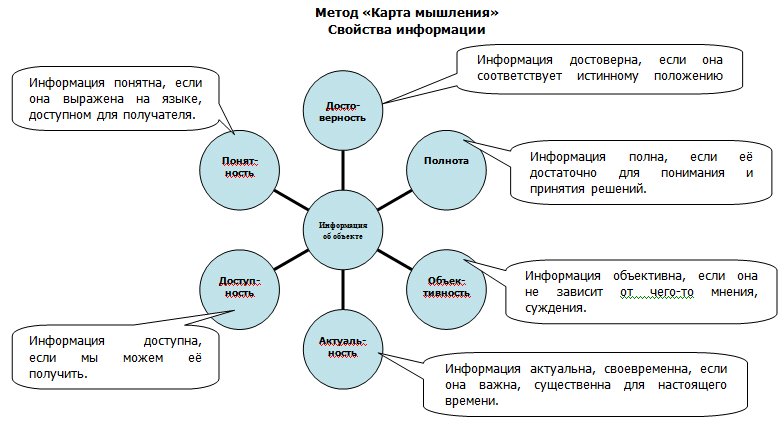 Метод «Карта мышления»
Свойства информации
Информация достоверна, если она
соответствует истинному положению
Информация понятна, если
она выражена на языке,
доступном для получателя.
Досто-
верность
Понят-
ность
Полнота
Информация полна, если её
достаточно для понимания и
принятия решений.
Информация
об объекте
Доступ-
ность
Объек-
тивность
Информация объективна, если она
не зависит от чего-то мнения,
суждения.
Информация доступна,
если мы можем её
получить.
Актуаль-
ность
Информация актуальна, своевременна, если
она важна, существенна для настоящего
времени.